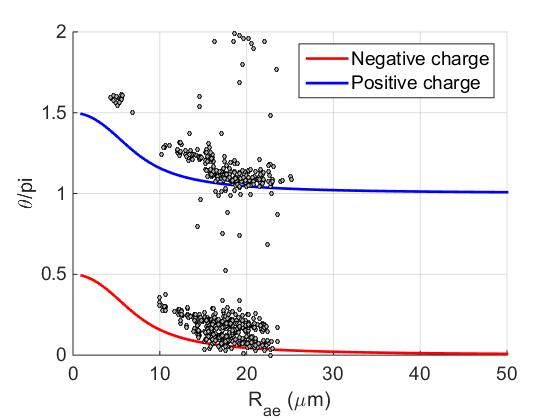 2
1.5
1
0.5
0
θ/pi
Negative charge
Positive charge
0 10 20 30 40 50
R_ae (μm)